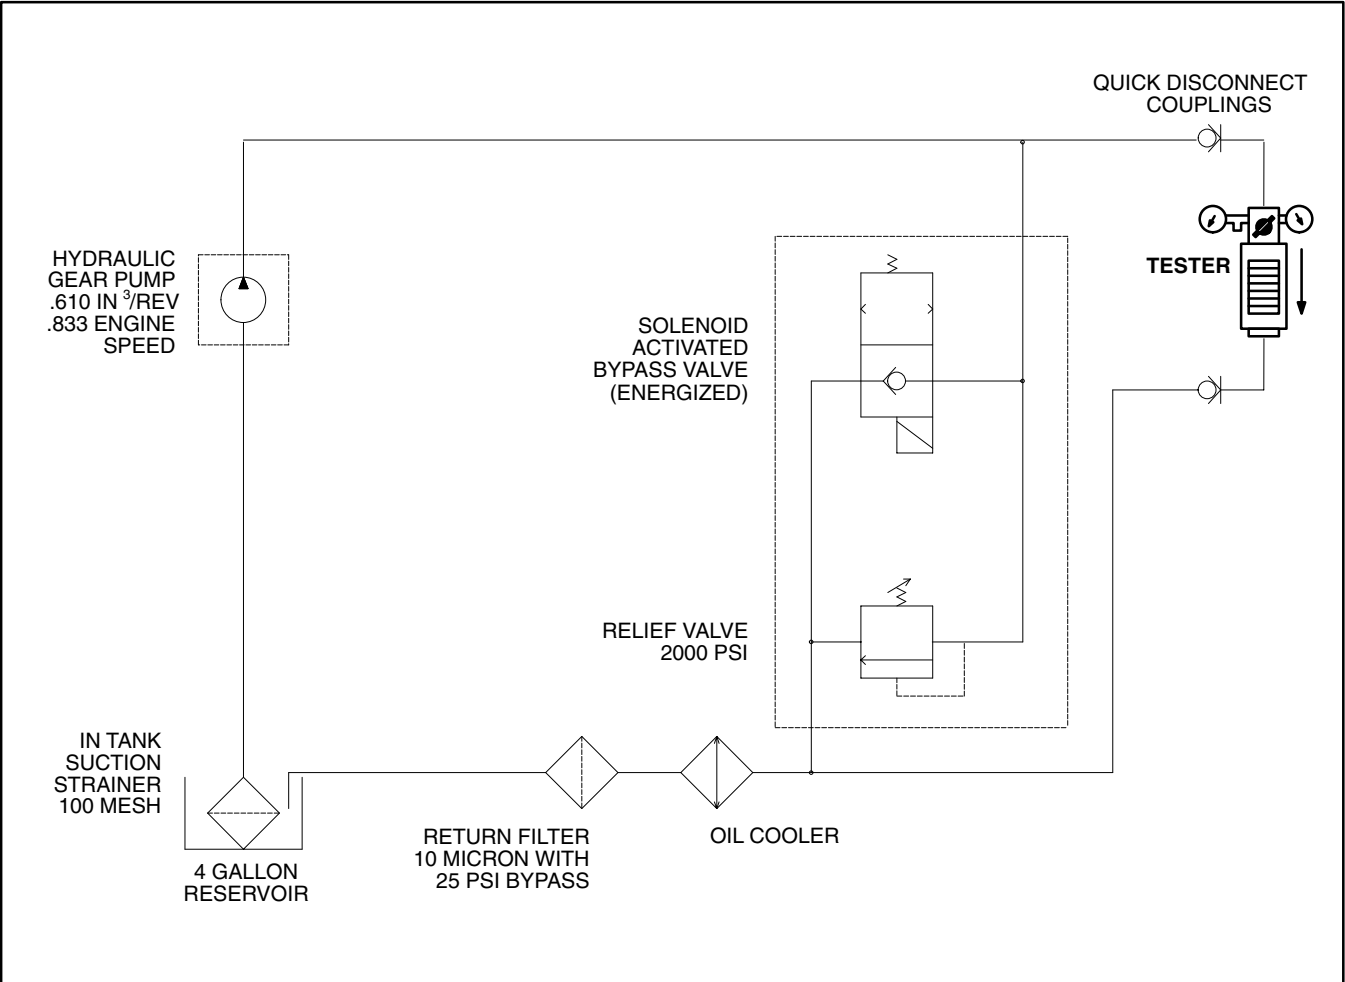 QUICK DISCONNECT
COUPLINGS
HYDRAULIC
GEAR PUMP
.610 IN ³/REV
.833 ENGINE
SPEED
TESTER
SOLENOID
ACTIVATED
BYPASS VALVE
(ENERGIZED)
RELIEF VALVE
2000 PSI
IN TANK
SUCTION
STRAINER
100 MESH
4 GALLON
RESERVOIR
RETURN FILTER
10 MICRON WITH
25 PSI BYPASS
OIL COOLER